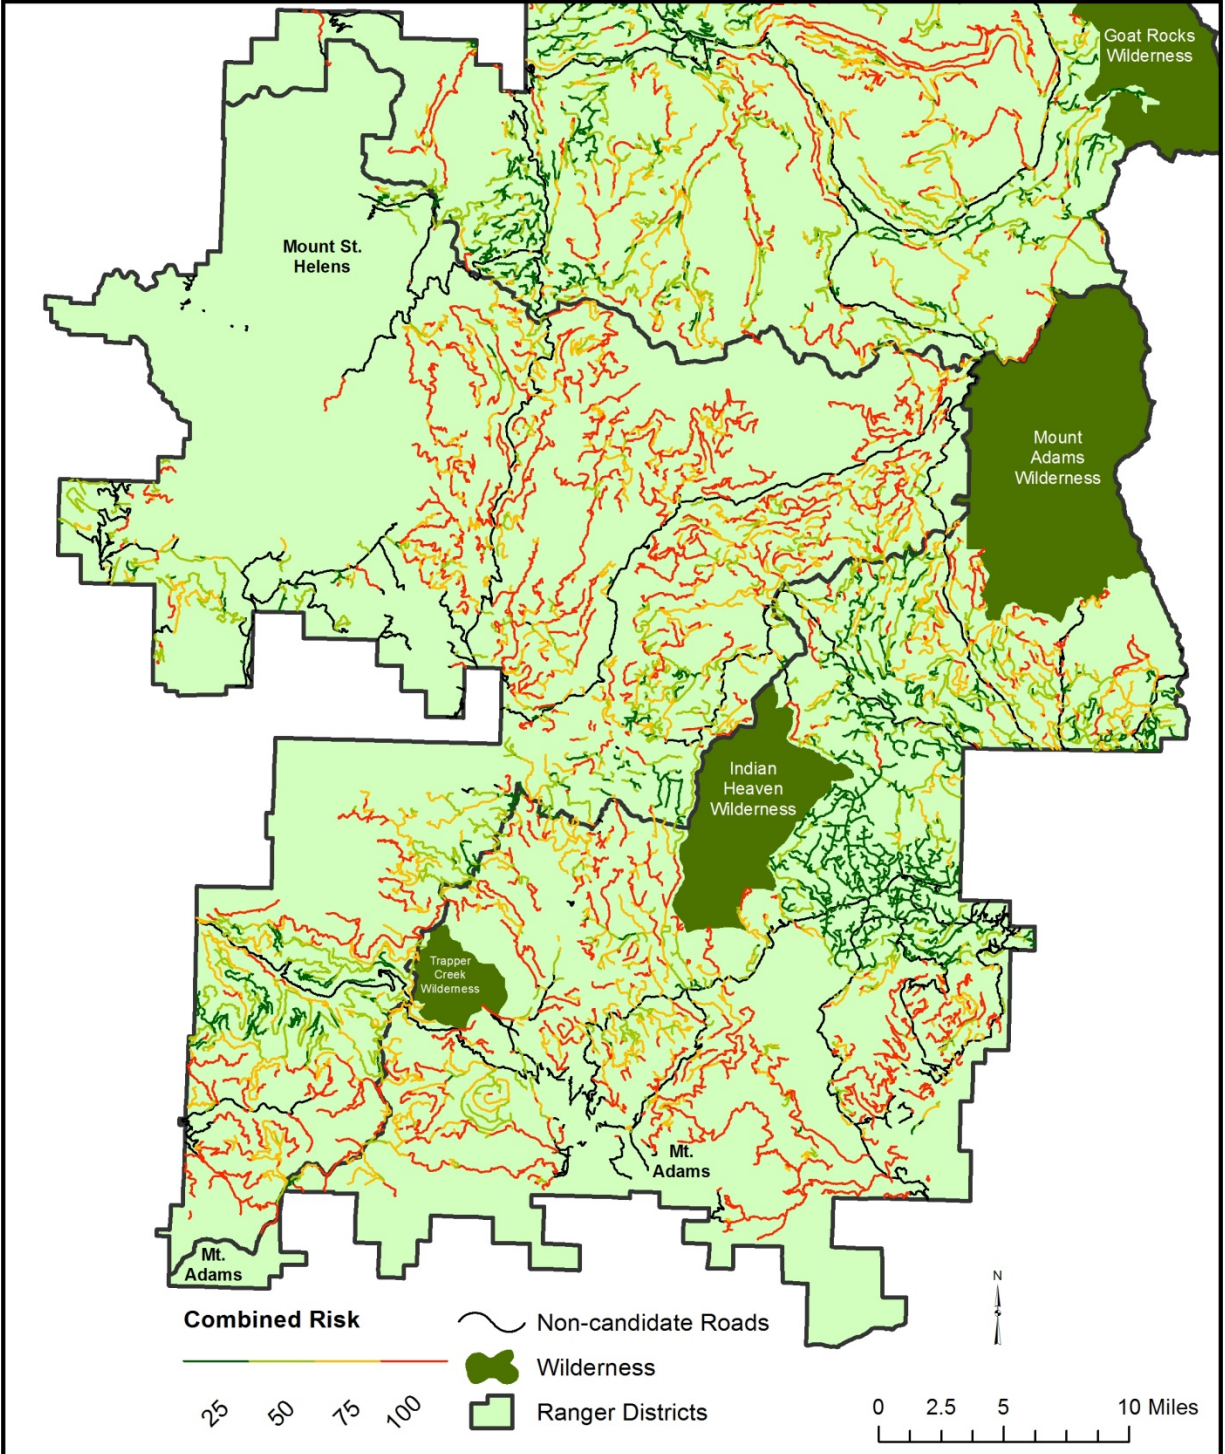 Goat Rocks
Wilderness
Mount St.
Helens
Mount
Adams
Wilderness
Indian
Heaven
Wilderness
Trapper
Creek
Wilderness
Mt.
Adams
Mt.
Adams
N
Combined Risk
25 50 75 100
Non-candidate Roads
Wilderness
Ranger Districts
0 2.5 5 10 Miles